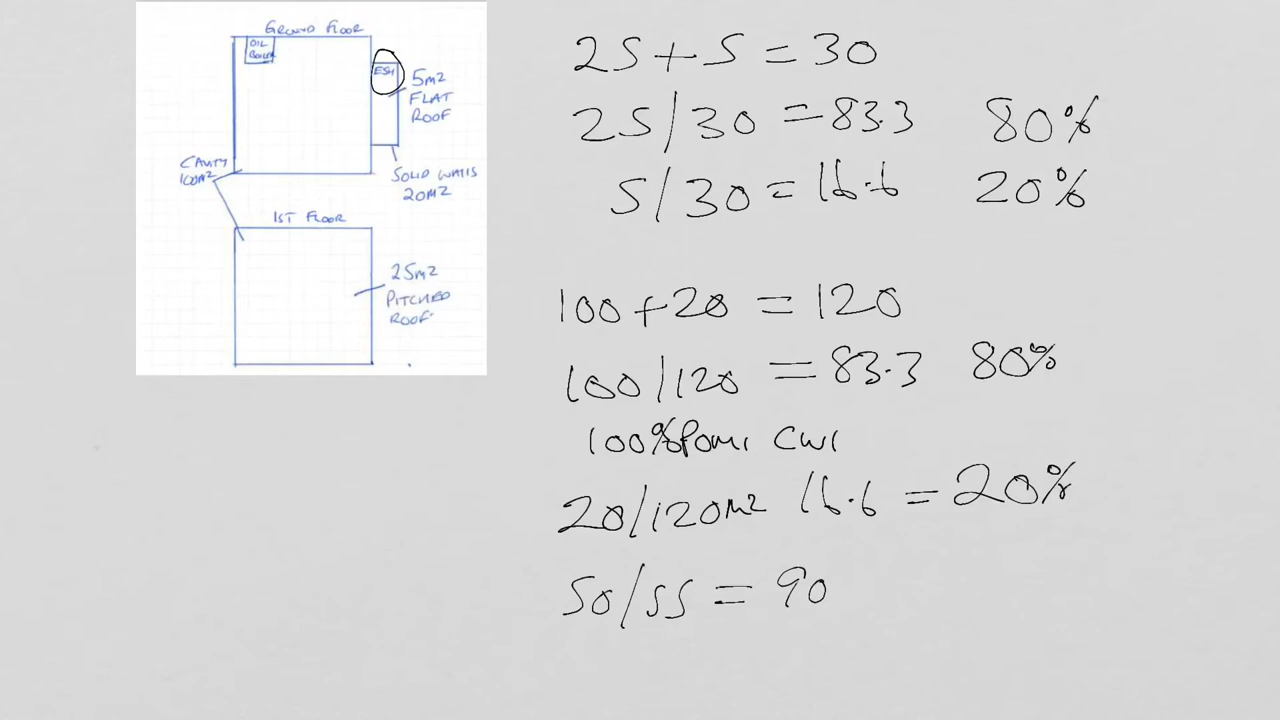 GROUND FLOOR
OIL
BOILER
ESH
5M2
FLAT
ROOF
CAVITY
100M2
SOLID WALLS
20M2
1ST FLOOR
25M2
PITCHED
ROOF
25+5=30
25/30=83.3 80%
5/30=16.6 20%
100+20=120
100/120=83.3 80%
100%POMI CWI
20/120M2 16.6=20%
50/55=90